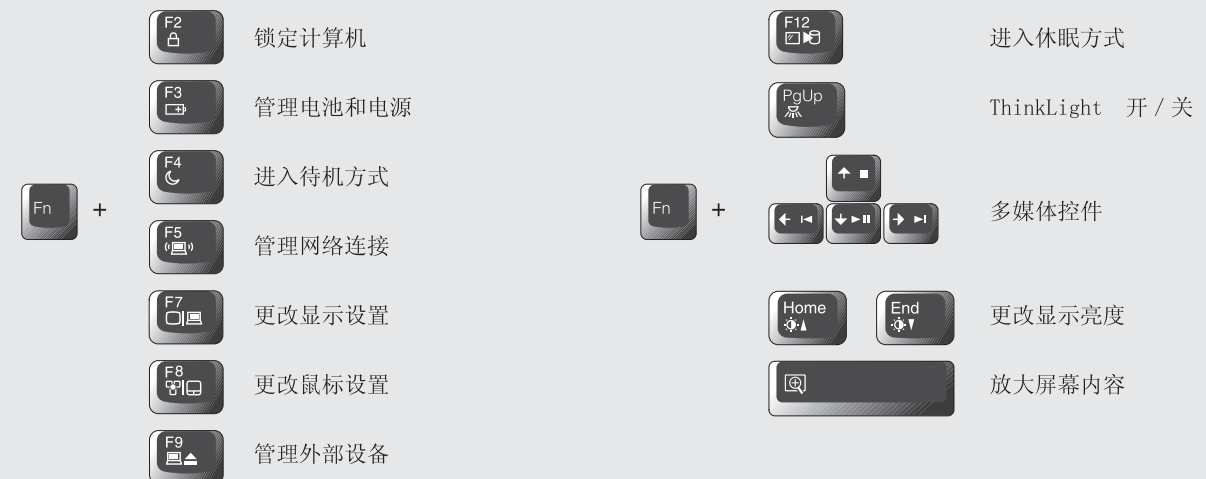 F2
锁定计算机
F3
管理电池和电源
F4
进入待机方式
Fn +
F5
管理网络连接
F7
更改显示设置
F8
更改鼠标设置
F9
管理外部设备
F12
进入休眠方式
PgUp
ThinkLight 开/关
Fn +
多媒体控件
Home End
更改显示亮度
放大屏幕内容